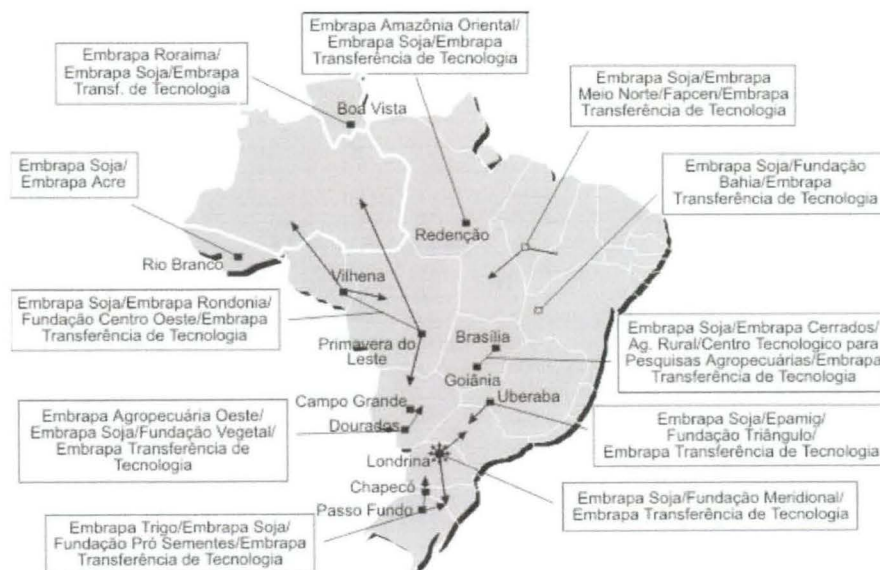 Embrapa Amazônia Oriental/
Embrapa Soja/Embrapa
Transferência de Tecnologia
Embrapa Roraima/
Embrapa Soja/Embrapa
Transf. de Tecnologia
Embrapa Soja/Embrapa
Meio Norte/Fapcen/Embrapa
Transferência de Tecnologia
Boa Vista
Embrapa Soja/
Embrapa Acre
Embrapa Soja/Fundação
Bahia/Embrapa
Transferência de Tecnologia
Redenção
Rio Branco
Vilhena
Embrapa Soja/Embrapa Rondonia/
Fundação Centro Oeste/Embrapa
Transferência de Tecnologia
Primavera do
Leste
Brasília
Goiânia
Embrapa Soja/Embrapa Cerrados/
Ag. Rural/Centro Tecnologico para
Pesquisas Agropecuárias/Embrapa
Transferência de Tecnologia
Uberaba
Campo Grande
Dourados
Embrapa Agropecuária Oeste/
Embrapa Soja/Fundação Vegetal/
Embrapa Transferência de
Tecnologia
Embrapa Soja/Epamig/
Fundação Triângulo/
Embrapa Transferência de Tecnologia
Londrina
Chapecó
Passo Fundo
Embrapa Soja/Fundação Meridional/
Embrapa Transferência de Tecnologia
Embrapa Trigo/Embrapa Soja/
Fundação Pró Sementes/Embrapa
Transferência de Tecnologia